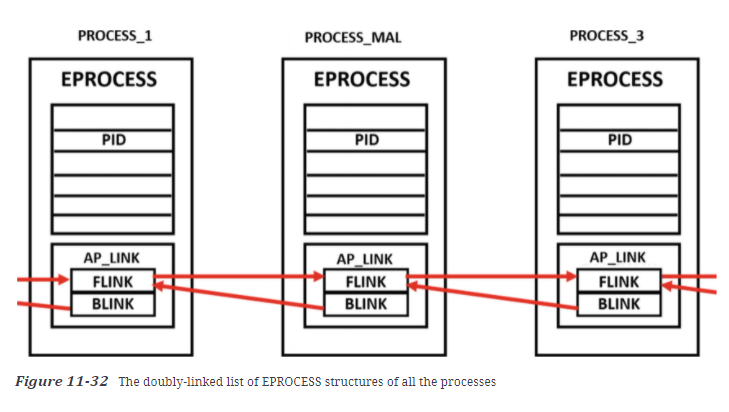 PROCESS_1 PROCESS_MAL PROCESS_3
EPROCESS EPROCESS EPROCESS
PID PID PID
AP_LINK AP_LINK AP_LINK
FLINK FLINK FLINK
BLINK BLINK BLINK
Figure 11-32 The doubly-linked list of EPROCESS structures of all the processes